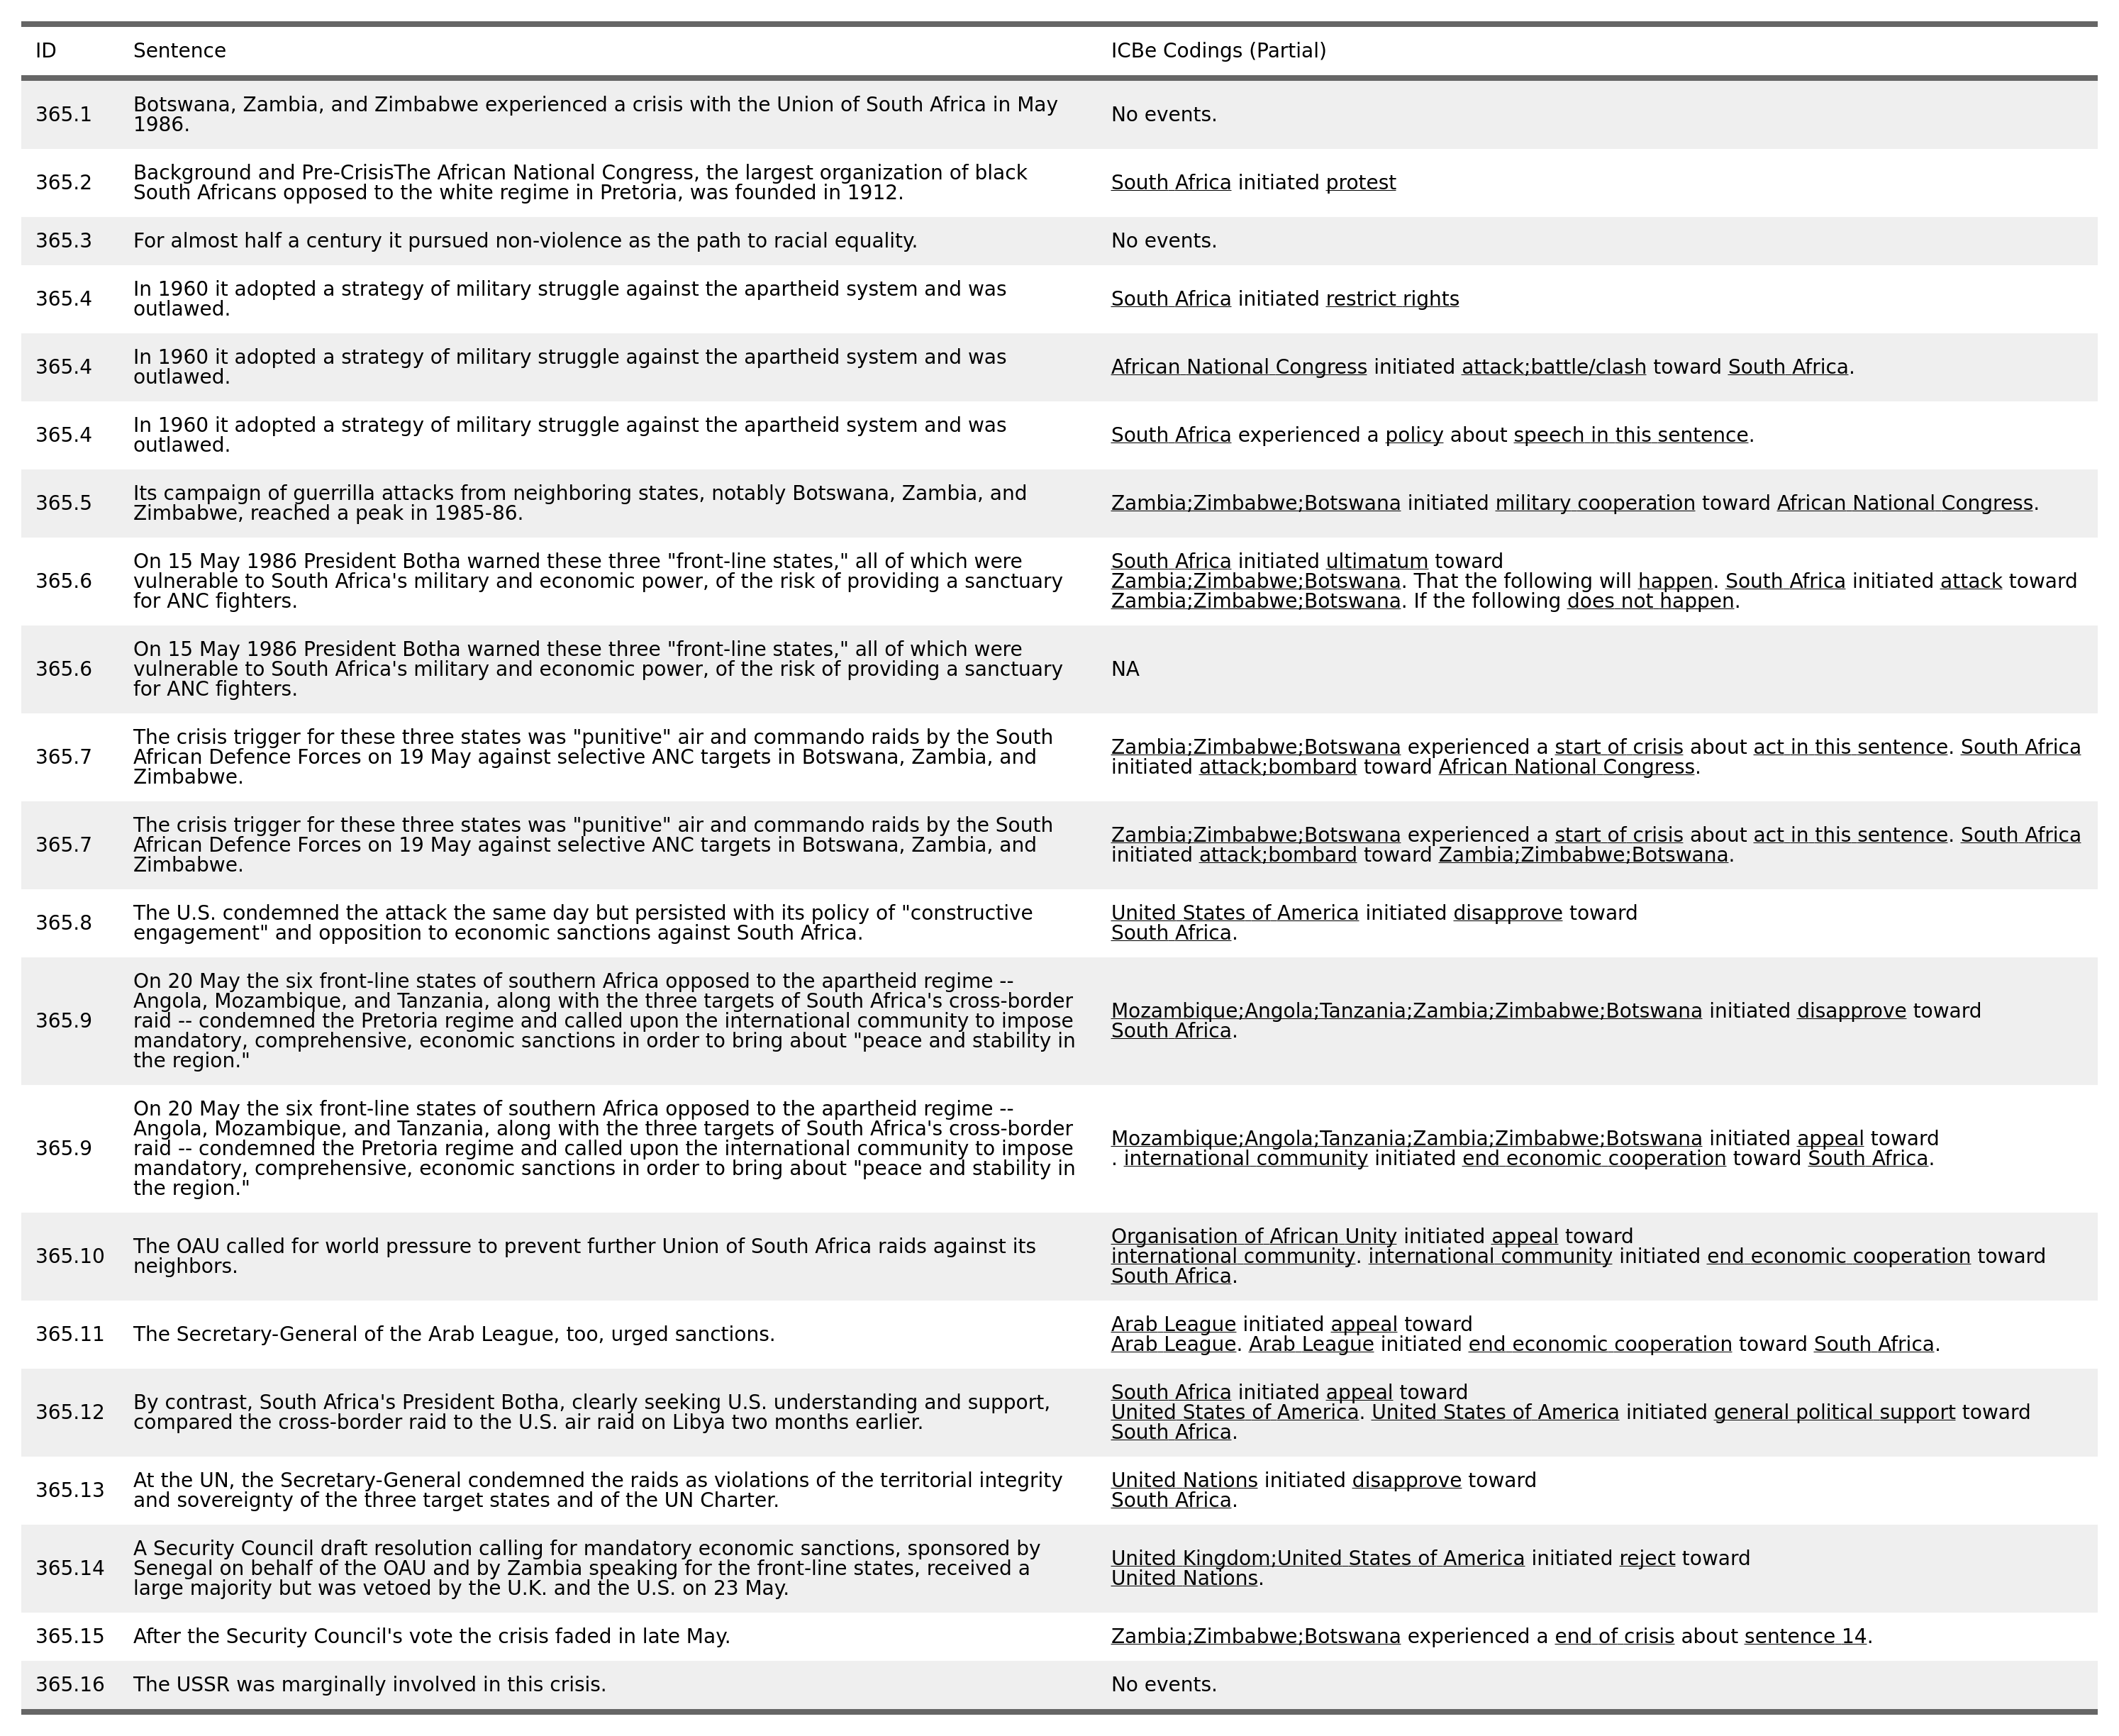 ID Sentence ICBe Codings (Partial)
365.1 Botswana, Zambia, and Zimbabwe experienced a crisis with the Union of South Africa in May
1986. No events.
365.2 Background and Pre-CrisisThe African National Congress, the largest organization of black
South Africans opposed to the white regime in Pretoria, was founded in 1912. South Africa initiated protest
365.3 For almost half a century it pursued non-violence as the path to racial equality. No events.
365.4 In 1960 it adopted a strategy of military struggle against the apartheid system and was
outlawed. South Africa initiated restrict rights
365.4 In 1960 it adopted a strategy of military struggle against the apartheid system and was
outlawed. African National Congress initiated attack;battle/clash toward South Africa.
365.4 In 1960 it adopted a strategy of military struggle against the apartheid system and was
outlawed. South Africa experienced a policy about speech in this sentence.
365.5 Its campaign of guerrilla attacks from neighboring states, notably Botswana, Zambia, and
Zimbabwe, reached a peak in 1985-86. Zambia;Zimbabwe;Botswana initiated military cooperation toward African National Congress.
365.6 On 15 May 1986 President Botha warned these three "front-line states," all of which were
vulnerable to South Africa's military and economic power, of the risk of providing a sanctuary
for ANC fighters.
South Africa initiated ultimatum toward
Zambia;Zimbabwe;Botswana. That the following will happen. South Africa initiated attack toward
Zambia;Zimbabwe;Botswana. If the following does not happen.
365.6 On 15 May 1986 President Botha warned these three "front-line states," all of which were
vulnerable to South Africa's military and economic power, of the risk of providing a sanctuary
for ANC fighters. NA
365.7 The crisis trigger for these three states was "punitive" air and commando raids by the South
African Defence Forces on 19 May against selective ANC targets in Botswana, Zambia, and
Zimbabwe.
Zambia;Zimbabwe;Botswana experienced a start of crisis about act in this sentence. South Africa
initiated attack;bombard toward African National Congress.
365.7 The crisis trigger for these three states was "punitive" air and commando raids by the South
African Defence Forces on 19 May against selective ANC targets in Botswana, Zambia, and
Zimbabwe.
Zambia;Zimbabwe;Botswana experienced a start of crisis about act in this sentence. South Africa
initiated attack;bombard toward Zambia;Zimbabwe;Botswana.
365.8 The U.S. condemned the attack the same day but persisted with its policy of "constructive
engagement" and opposition to economic sanctions against South Africa.
United States of America initiated disapprove toward
South Africa.
365.9 On 20 May the six front-line states of southern Africa opposed to the apartheid regime --
Angola, Mozambique, and Tanzania, along with the three targets of South Africa's cross-border
raid -- condemned the Pretoria regime and called upon the international community to impose
mandatory, comprehensive, economic sanctions in order to bring about "peace and stability in
the region."
Mozambique;Angola;Tanzania;Zambia;Zimbabwe;Botswana initiated disapprove toward
South Africa.
365.9 On 20 May the six front-line states of southern Africa opposed to the apartheid regime --
Angola, Mozambique, and Tanzania, along with the three targets of South Africa's cross-border
raid -- condemned the Pretoria regime and called upon the international community to impose
mandatory, comprehensive, economic sanctions in order to bring about "peace and stability in
the region."
Mozambique;Angola;Tanzania;Zambia;Zimbabwe;Botswana initiated appeal toward
. international community initiated end economic cooperation toward South Africa.
365.10 The OAU called for world pressure to prevent further Union of South Africa raids against its
neighbors.
Organisation of African Unity initiated appeal toward
international community. international community initiated end economic cooperation toward
South Africa.
365.11 The Secretary-General of the Arab League, too, urged sanctions.
Arab League initiated appeal toward
Arab League. Arab League initiated end economic cooperation toward South Africa.
365.12 By contrast, South Africa's President Botha, clearly seeking U.S. understanding and support,
compared the cross-border raid to the U.S. air raid on Libya two months earlier.
South Africa initiated appeal toward
United States of America. United States of America initiated general political support toward
South Africa.
365.13 At the UN, the Secretary-General condemned the raids as violations of the territorial integrity
and sovereignty of the three target states and of the UN Charter.
United Nations initiated disapprove toward
South Africa.
365.14 A Security Council draft resolution calling for mandatory economic sanctions, sponsored by
Senegal on behalf of the OAU and by Zambia speaking for the front-line states, received a
large majority but was vetoed by the U.K. and the U.S. on 23 May.
United Kingdom;United States of America initiated reject toward
United Nations.
365.15 After the Security Council's vote the crisis faded in late May. Zambia;Zimbabwe;Botswana experienced a end of crisis about sentence 14.
365.16 The USSR was marginally involved in this crisis. No events.